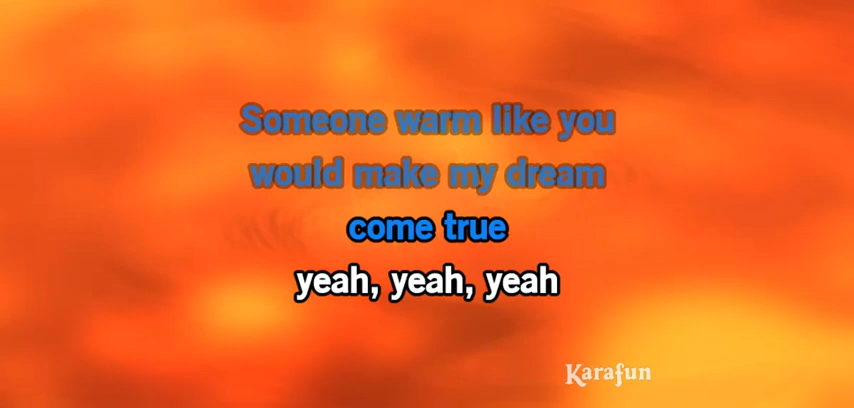 Someone warm like you
would make my dream
come true
yeah, yeah, yeah
Karafun